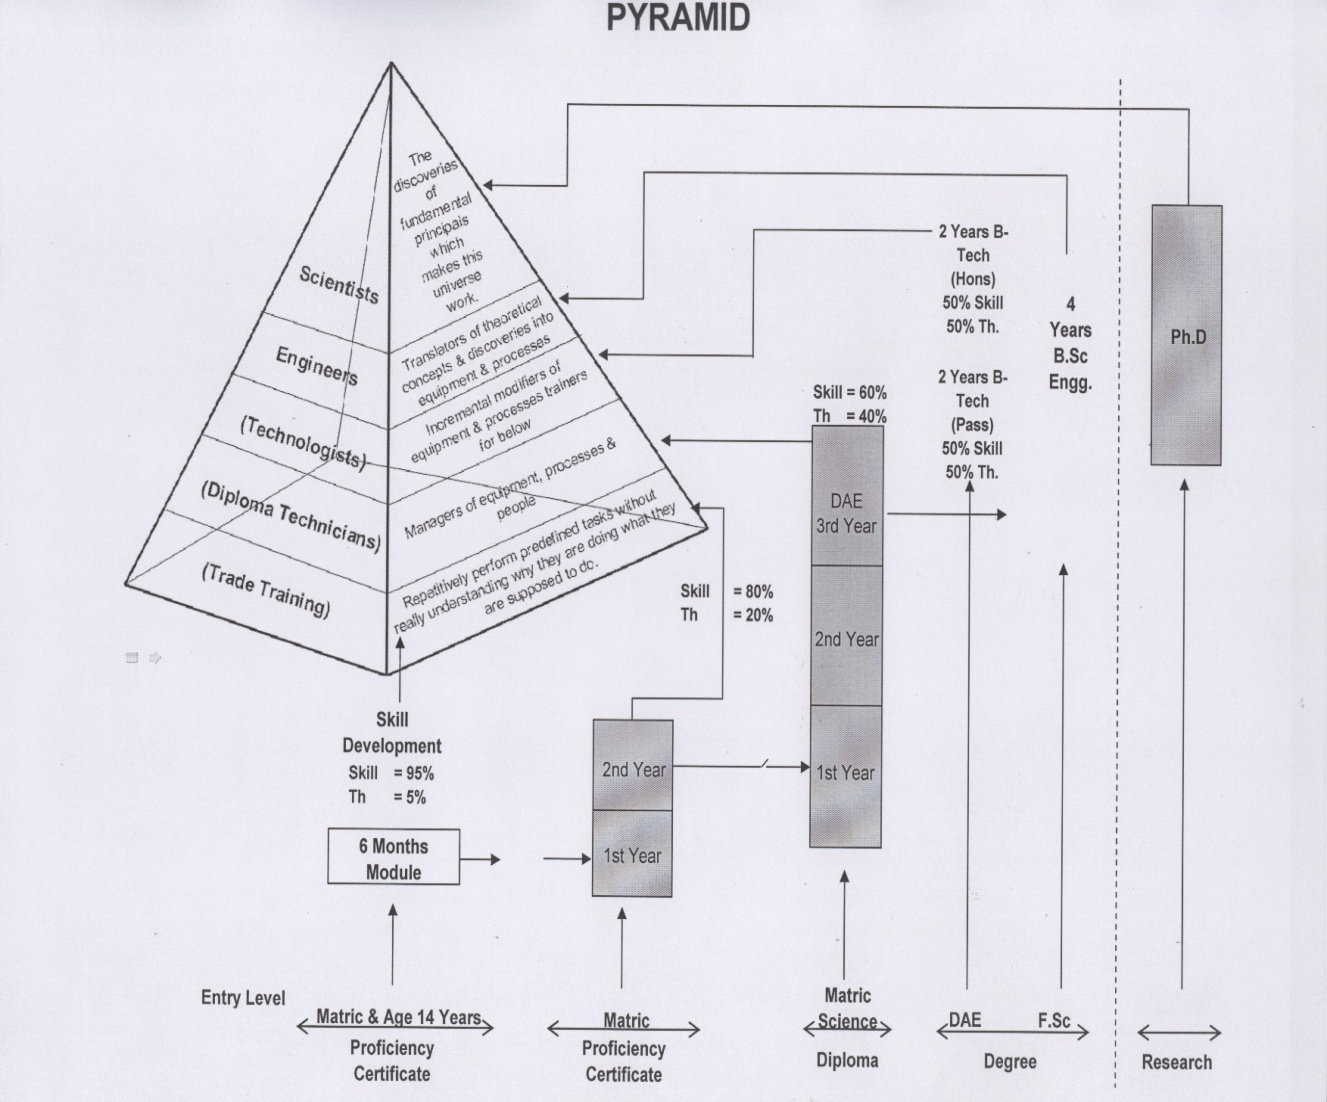 PYRAMID
The
discoveries
of
fundamental
principals
which
makes this
universe
work.
Scientists
Translators of theoretical
concepts & discoveries into
equipment & processes
Engineers
Incremental modifiers of
equipment & processes trainers
for below
(Technologists)
Managers of equipment, processes &
people
(Diploma Technicians)
Repetitively perform predefined tasks without
really understanding why they are doing what they
are supposed to do.
(Trade Training)
2 Years B-
Tech
(Hons)
50% Skill
50% Th.
2 Years B-
Tech
(Pass)
50% Skill
50% Th.
4
Years
B.Sc
Engg.
Ph.D
Skill = 60%
Th = 40%
DAE
3rd Year
2nd Year
1st Year
Skill = 80%
Th = 20%
2nd Year
1st Year
Skill
Development
Skill = 95%
Th = 5%
6 Months
Module
Entry Level
Matric & Age 14 Years
Proficiency
Certificate
Matric
Proficiency
Certificate
Matric
Science
Diploma
DAE F.Sc
Degree
Research